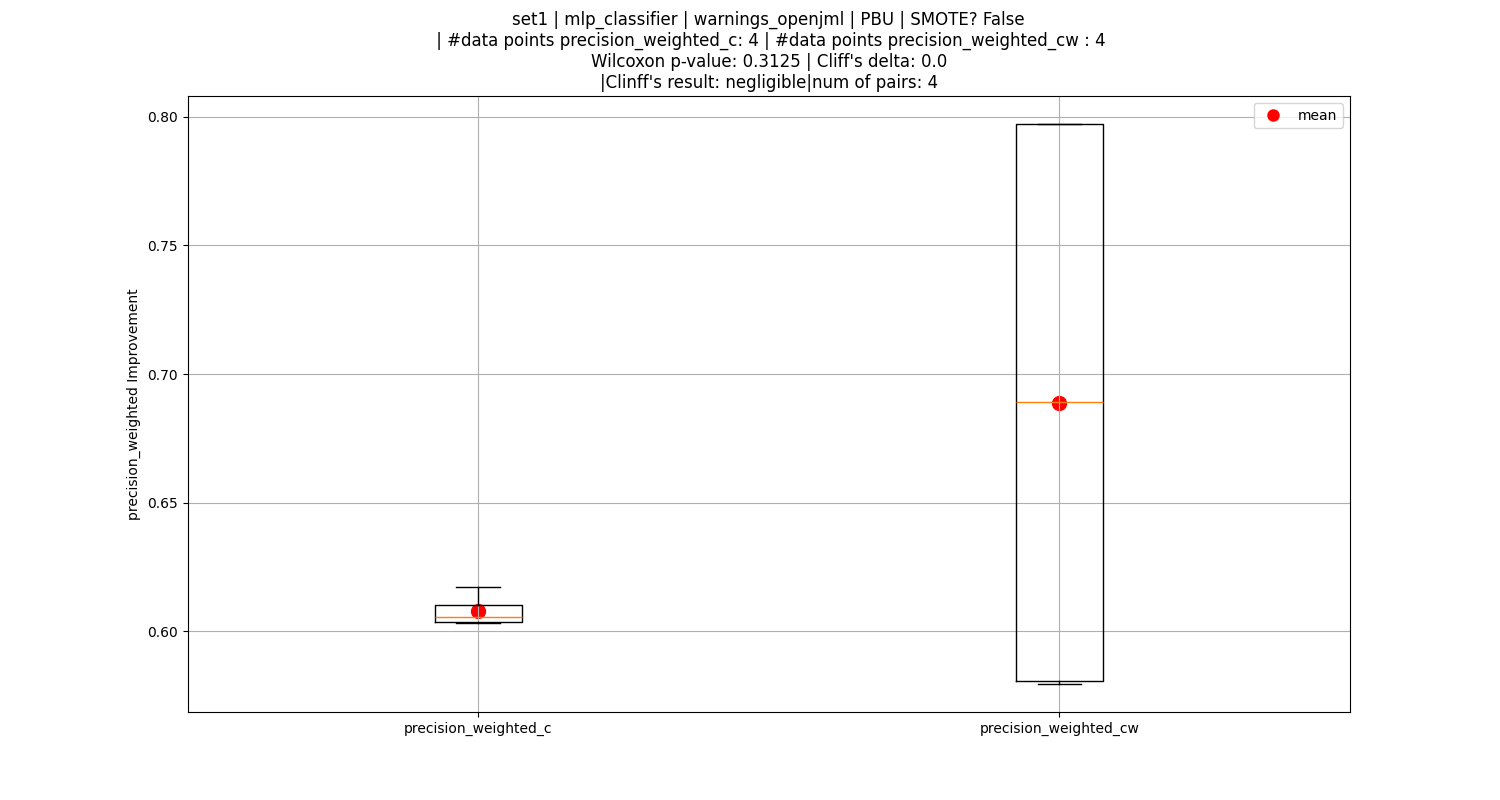 set1 | mlp_classifier | warnings_openjml | PBU | SMOTE? False
| #data points precision_weighted_c: 4 | #data points precision_weighted_cw : 4
Wilcoxon p-value: 0.3125 | Cliff's delta: 0.0
|Clinff's result: negligible|num of pairs: 4
mean
0.80
0.75
0.70
0.65
0.60
precision_weighted Improvement
precision_weighted_c
precision_weighted_cw